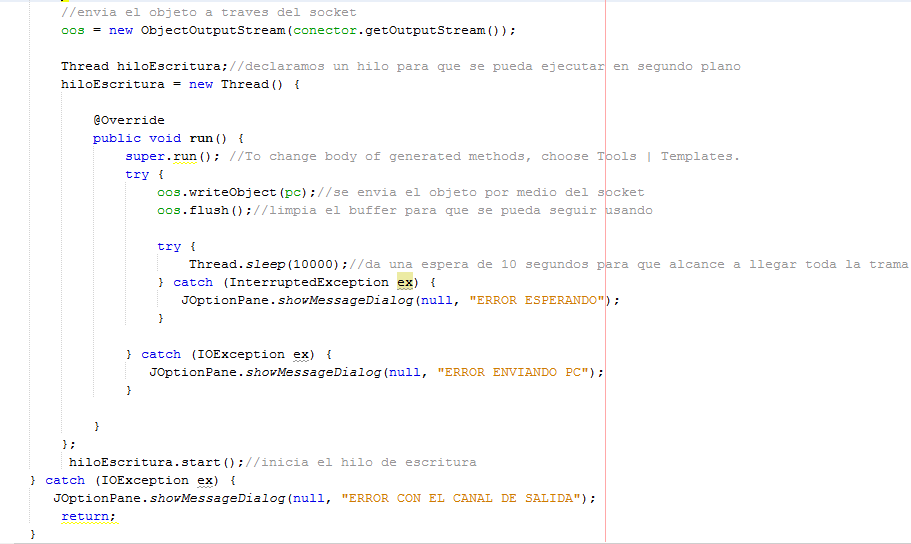 //envia el objeto a traves del socket
oos = new ObjectOutputStream(conector.getOutputStream());
Thread hiloEscritura;//declaramos un hilo para que se pueda ejecutar en segundo plano
hiloEscritura = new Thread() {
@Override
public void run() {
super.run(); //To change body of generated methods, choose Tools | Templates.
try {
oos.writeObject(pc);//se envia el objeto por medio del socket
oos.flush();//limpia el buffer para que se pueda seguir usando
try {
Thread.sleep(10000);//da una espera de 10 segundos para que alcance a llegar toda la trama
} catch (InterruptedException ex) {
JOptionPane.showMessageDialog(null, "ERROR ESPERANDO");
}
} catch (IOException ex) {
JOptionPane.showMessageDialog(null, "ERROR ENVIANDO PC");
}
}
};
hiloEscritura.start();//inicia el hilo de escritura
} catch (IOException ex) {
JOptionPane.showMessageDialog(null, "ERROR CON EL CANAL DE SALIDA");
return;
}